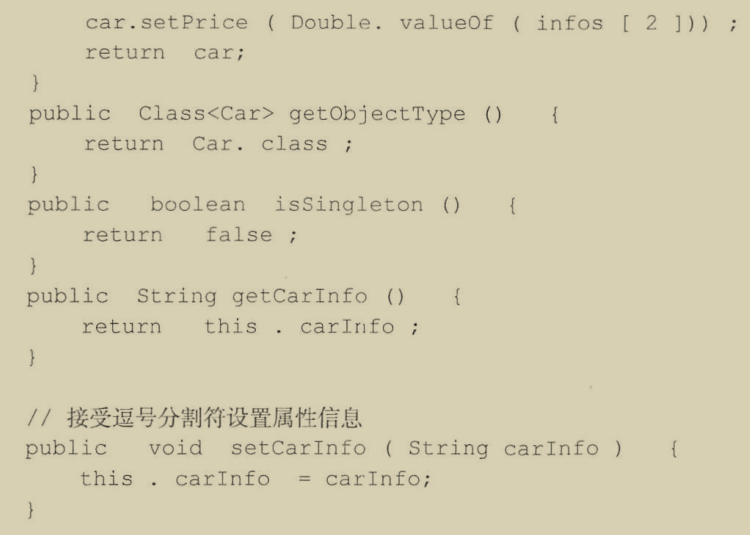 car.setPrice ( Double. valueOf ( infos [ 2 ])) ;
return car;
}
public Class<Car> getObjectType () {
return Car. class ;
}
public boolean isSingleton () {
return false ;
}
public String getCarInfo () {
return this . carInfo ;
}
// 接受逗号分割符设置属性信息
public void setCarInfo ( String carInfo ) {
this . carInfo = carInfo;
}